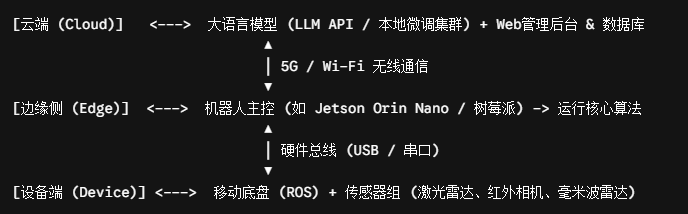 [云端 (Cloud)] <---> 大语言模型 (LLM API / 本地微调集群) + Web管理后台 & 数据库
▲
│ 5G / Wi-Fi 无线通信
▼
[边缘侧 (Edge)] <---> 机器人主控 (如 Jetson Orin Nano / 树莓派) -> 运行核心算法
▲
│ 硬件总线 (USB / 串口)
▼
[设备端 (Device)] <---> 移动底盘 (ROS) + 传感器组 (激光雷达、红外相机、毫米波雷达)